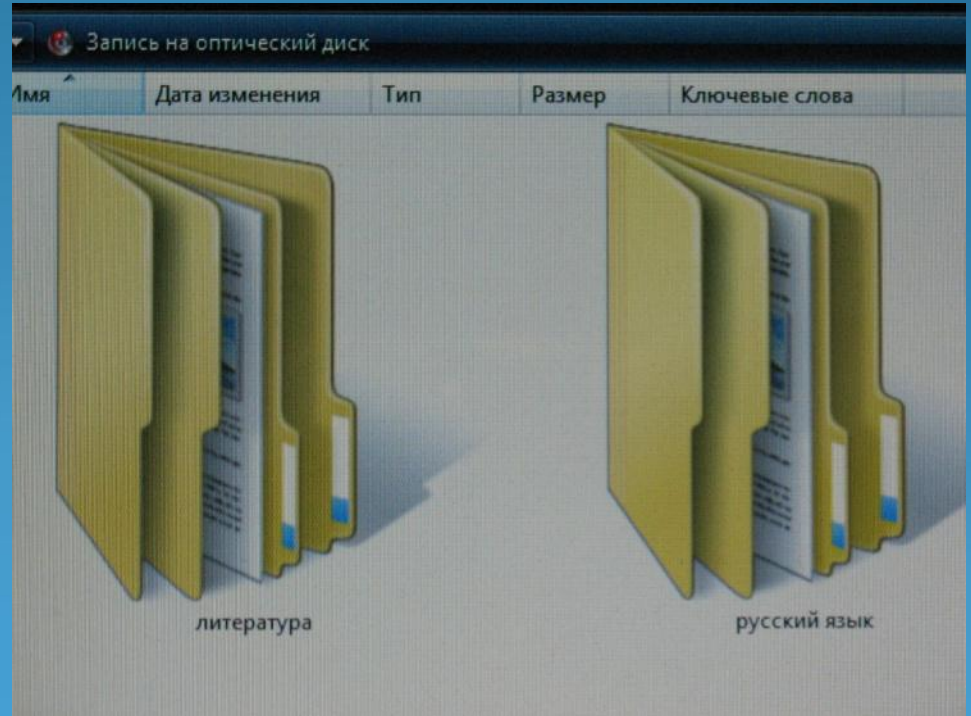 Запись на оптический диск
Имя Дата изменения Тип Размер Ключевые слова
литература
русский язык